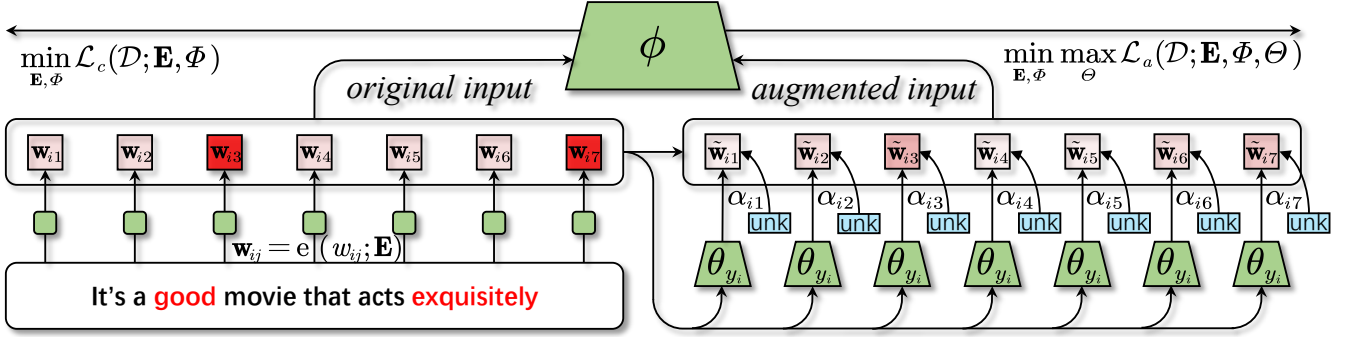 ϕ
min_{E,Φ} ℒ_c(𝒟; E, Φ)
min_{E,Φ} max_Θ ℒ_a(𝒟; E, Φ, Θ)
original input
augmented input
w_{i1} w_{i2} w_{i3} w_{i4} w_{i5} w_{i6} w_{i7}
w̃_{i1} w̃_{i2} w̃_{i3} w̃_{i4} w̃_{i5} w̃_{i6} w̃_{i7}
α_{i1} α_{i2} α_{i3} α_{i4} α_{i5} α_{i6} α_{i7}
unk unk unk unk unk unk unk
w_{ij} = e(w_{ij}; E)
θ_{y_i} θ_{y_i} θ_{y_i} θ_{y_i} θ_{y_i} θ_{y_i} θ_{y_i}
It's a good movie that acts exquisitely